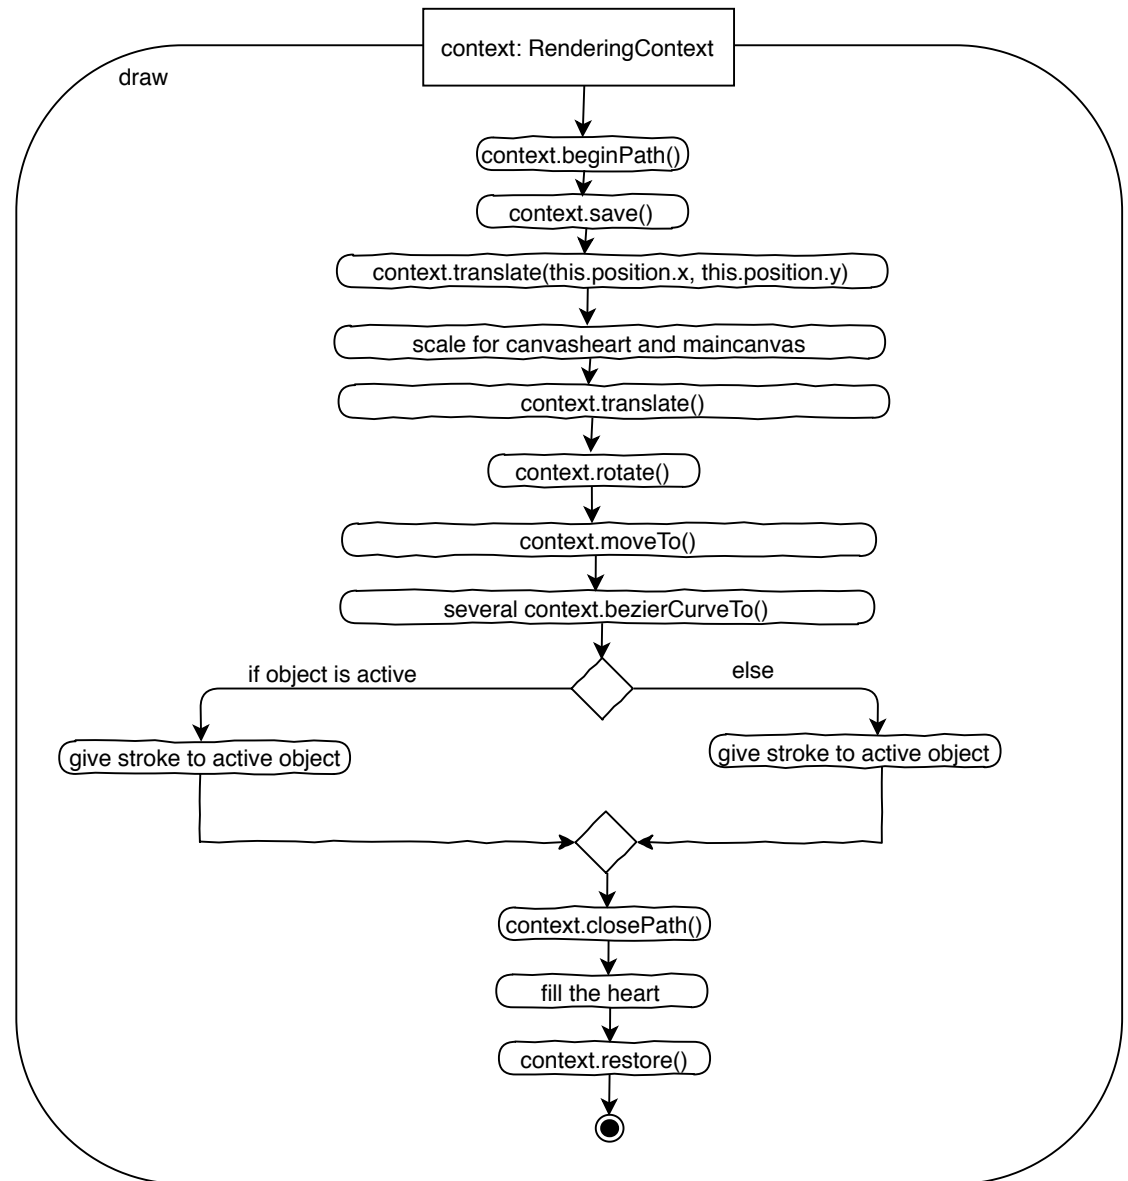 context: RenderingContext
draw
context.beginPath()
context.save()
context.translate(this.position.x, this.position.y)
scale for canvasheart and maincanvas
context.translate()
context.rotate()
context.moveTo()
several context.bezierCurveTo()
if object is active
else
give stroke to active object
give stroke to active object
context.closePath()
fill the heart
context.restore()